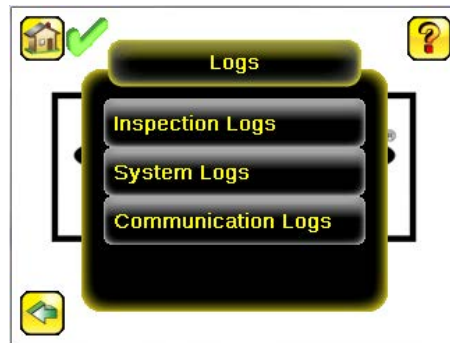 Logs
Inspection Logs
System Logs
Communication Logs
?
®